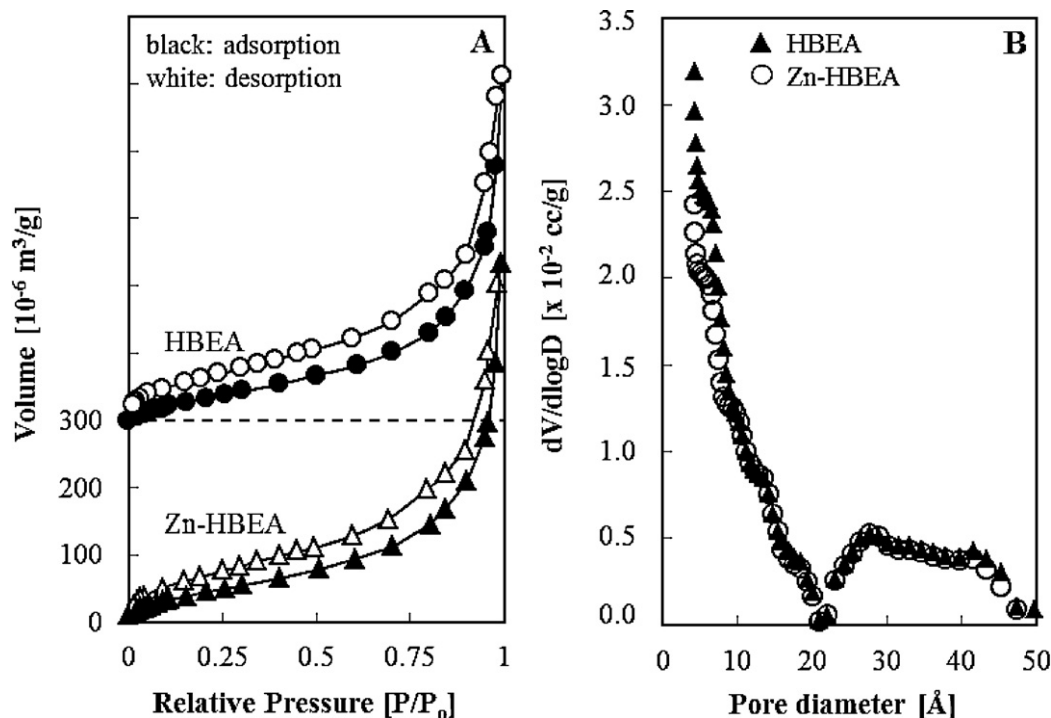 black: adsorption
white: desorption
A
HBEA
Zn-HBEA
Volume [10⁻⁶ m³/g]
300
200
100
0
0
0.25
0.5
0.75
1
Relative Pressure [P/P₀]
B
HBEA
Zn-HBEA
dV/dlogD [x 10⁻² cc/g]
3.5
3.0
2.5
2.0
1.5
1.0
0.5
0.0
0
10
20
30
40
50
Pore diameter [Å]